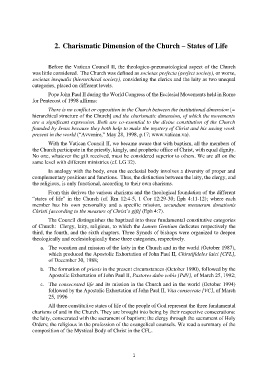 2. Charismatic Dimension of the Church – States of Life
Before the Vatican Council II, the theologico-pneumatological aspect of the Church
was little considered. The Church was defined as societas perfecta (perfect society), or worse,
societas inequalis (hierarchical society), considering the clerics and the laity as two unequal
categories, placed on different levels.
Pope John Paul II during the World Congress of the Ecclesial Movements held in Rome
for Pentecost of 1998 affirms:
There is no conflict or opposition in the Church between the institutional dimension [=
hierarchical structure of the Church] and the charismatic dimension, of which the movements
are a significant expression. Both are co-essential to the divine constitution of the Church
founded by Jesus because they both help to make the mystery of Christ and his saving work
present in the world ("Avvenire," May 28, 1998, p.17; www.vatican.va).
With the Vatican Council II, we became aware that with baptism, all the members of
the Church participate in the priestly, kingly, and prophetic office of Christ, with equal dignity.
No one, whatever the gift received, must be considered superior to others. We are all on the
same level with different ministries (cf. LG 32).
In analogy with the body, even the ecclesial body involves a diversity of proper and
complementary positions and functions. Thus, the distinction between the laity, the clergy, and
the religious, is only functional, according to their own charisms.
From this derives the various charisms and the theological foundation of the different
"states of life" in the Church (cf. Rm 12:4-5, 1 Cor 12:29-30, Eph 4:11-12); where each
member has his own personality and a specific mission, secundum mensuram donationis
Christi [according to the measure of Christ's gift] (Eph 4:7).
The Council distinguishes the baptized into three fundamental constitutive categories
of Church: Clergy, laity, religious, to which the Lumen Gentium dedicates respectively the
third, the fourth, and the sixth chapters. Three Synods of bishops were organized to deepen
theologically and ecclesiologically these three categories, respectively.
a. The vocation and mission of the laity in the Church and in the world (October 1987),
which produced the Apostolic Exhortation of John Paul II, Christifideles laici [CFL],
of December 30, 1988;
b. The formation of priests in the present circumstances (October 1990), followed by the
Apostolic Exhortation of John Paul II, Pastores dabo vobis [PdV], of March 25, 1992;
c. The consecrated life and its mission in the Church and in the world (October 1994)
followed by the Apostolic Exhortation of John Paul II, Vita consecrata [VC], of March
25, 1996
All three constitutive states of life of the people of God represent the three fundamental
charisms of and in the Church. They are brought into being by their respective consecrations:
the laity, consecrated with the sacrament of baptism; the clergy through the sacrament of Holy
Orders; the religious in the profession of the evangelical counsels. We read a summary of the
composition of the Mystical Body of Christ in the CFL.
1